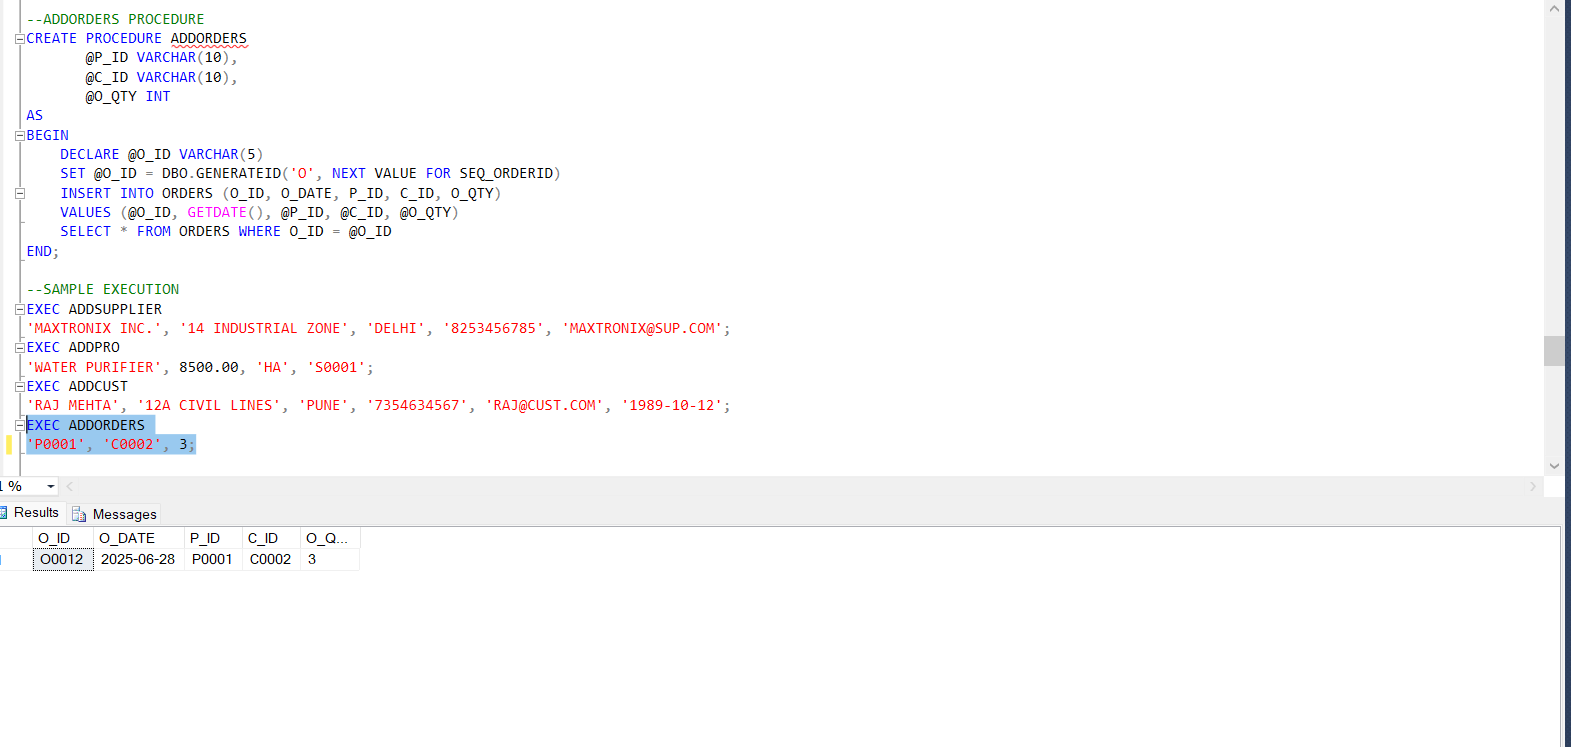 --ADDORDERS PROCEDURE
CREATE PROCEDURE ADDORDERS
@P_ID VARCHAR(10),
@C_ID VARCHAR(10),
@O_QTY INT
AS
BEGIN
DECLARE @O_ID VARCHAR(5)
SET @O_ID = DBO.GENERATEID('O', NEXT VALUE FOR SEQ_ORDERID)
INSERT INTO ORDERS (O_ID, O_DATE, P_ID, C_ID, O_QTY)
VALUES (@O_ID, GETDATE(), @P_ID, @C_ID, @O_QTY)
SELECT * FROM ORDERS WHERE O_ID = @O_ID
END;
--SAMPLE EXECUTION
EXEC ADDSUPPLIER
'MAXTRONIX INC.', '14 INDUSTRIAL ZONE', 'DELHI', '8253456785', 'MAXTRONIX@SUP.COM';
EXEC ADDPRO
'WATER PURIFIER', 8500.00, 'HA', 'S0001';
EXEC ADDCUST
'RAJ MEHTA', '12A CIVIL LINES', 'PUNE', '7354634567', 'RAJ@CUST.COM', '1989-10-12';
EXEC ADDORDERS
'P0001', 'C0002', 3;
1 %
Results Messages
O_ID O_DATE P_ID C_ID O_Q...
O0012 2025-06-28 P0001 C0002 3